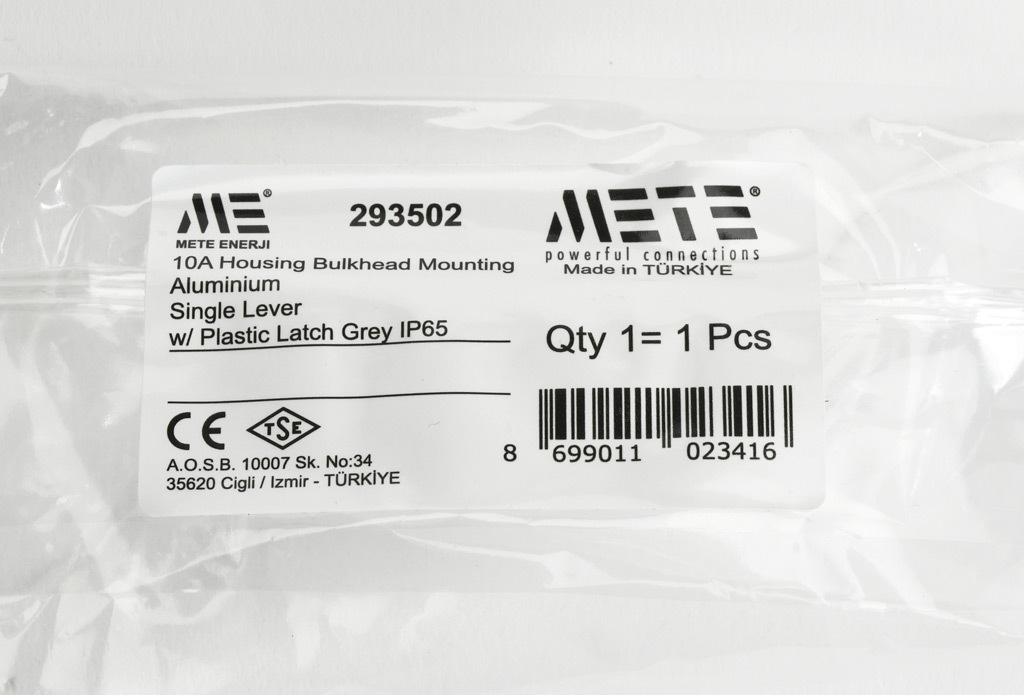 ME®
METE ENERJI
293502
10A Housing Bulkhead Mounting
Aluminium
Single Lever
w/ Plastic Latch Grey IP65
METE®
powerful connections
Made in TÜRKİYE
Qty 1= 1 Pcs
CE TSE
A.O.S.B. 10007 Sk. No:34
35620 Cigli / Izmir - TÜRKİYE
8 699011 023416